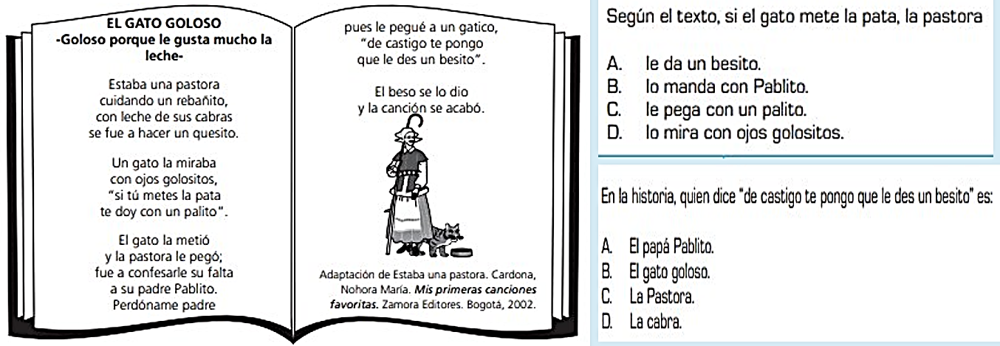 EL GATO GOLOSO
-Goloso porque le gusta mucho la
leche-
Estaba una pastora
cuidando un rebañito,
con leche de sus cabras
se fue a hacer un quesito.
Un gato la miraba
con ojos golositos,
"si tú metes la pata
te doy con un palito".
El gato la metió
y la pastora le pegó;
fue a confesarle su falta
a su padre Pablito.
Perdóname padre
pues le pegué a un gatico,
"de castigo te pongo
que le des un besito".
El beso se lo dio
y la canción se acabó.
Adaptación de Estaba una pastora. Cardona,
Nohora María. Mis primeras canciones
favoritas. Zamora Editores. Bogotá, 2002.
Según el texto, si el gato mete la pata, la pastora
A. le da un besito.
B. lo manda con Pablito.
C. le pega con un palito.
D. lo mira con ojos golositos.
En la historia, quien dice "de castigo te pongo que le des un besito" es:
A. El papá Pablito.
B. El gato goloso.
C. La Pastora.
D. La cabra.